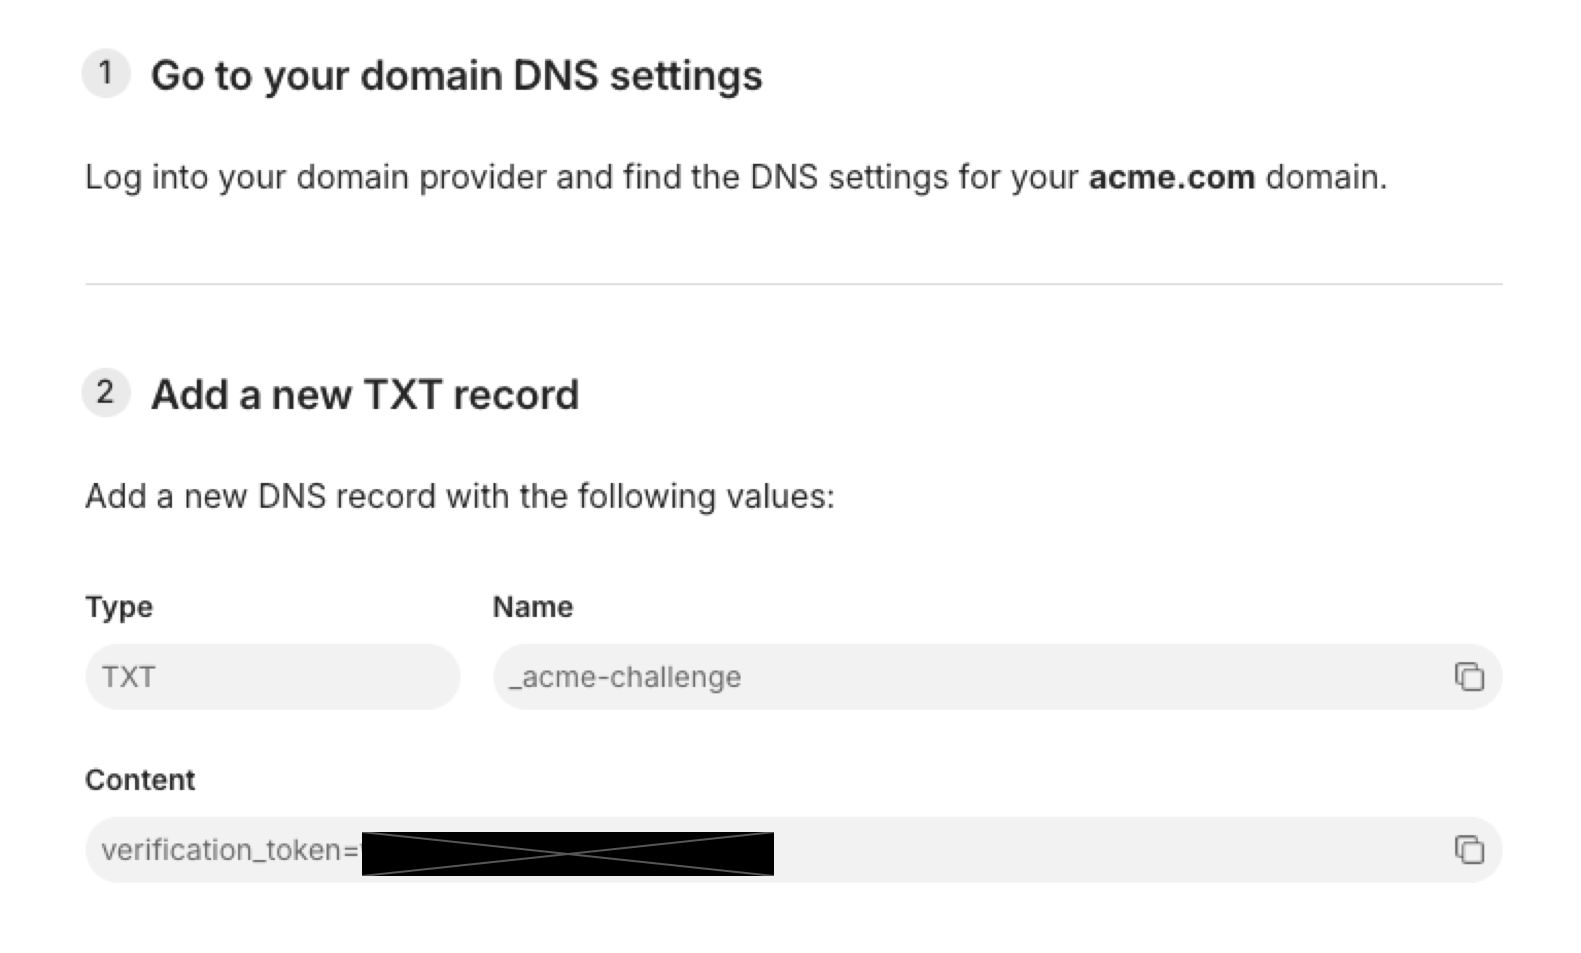 1 Go to your domain DNS settings
Log into your domain provider and find the DNS settings for your acme.com domain.
2 Add a new TXT record
Add a new DNS record with the following values:
Type Name
TXT _acme-challenge
Content
verification_token=